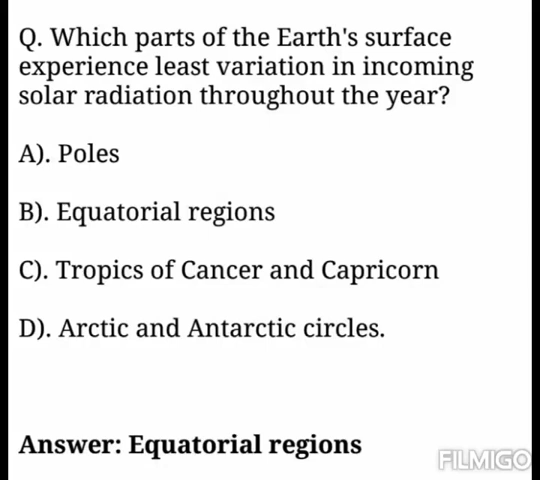 Q. Which parts of the Earth's surface
experience least variation in incoming
solar radiation throughout the year?
A). Poles
B). Equatorial regions
C). Tropics of Cancer and Capricorn
D). Arctic and Antarctic circles.
Answer: Equatorial regions
FILMIGO